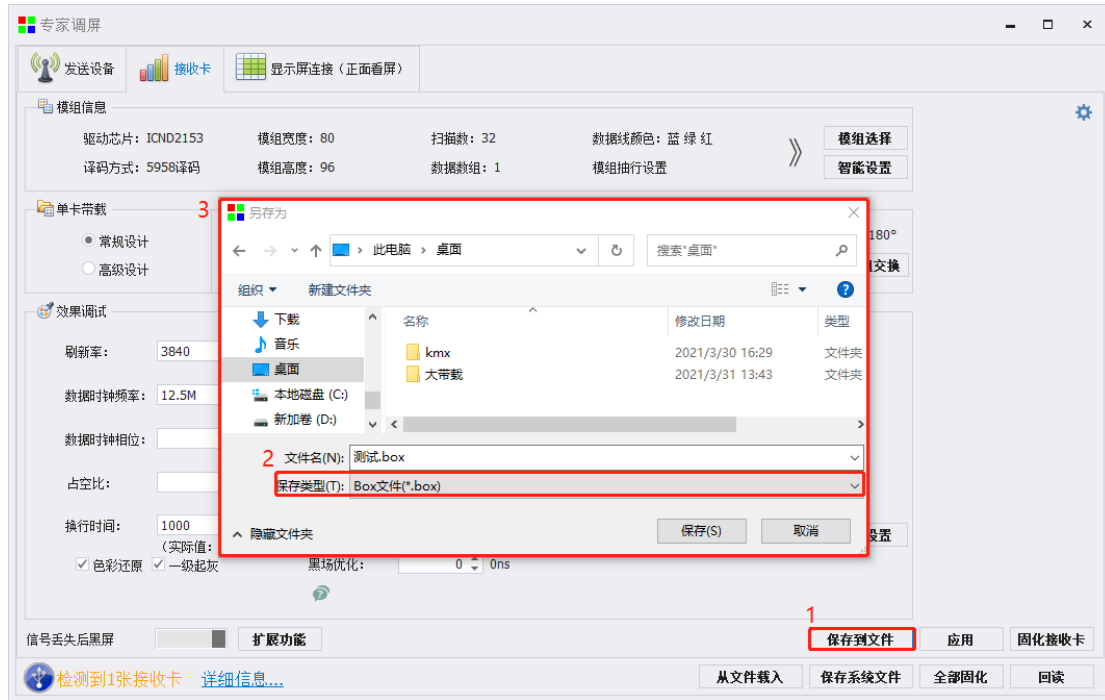 专家调屏
发送设备 接收卡 显示屏连接（正面看屏）
模组信息
驱动芯片：ICND2153 模组宽度：80 扫描数：32 数据线颜色：蓝 绿 红 模组选择
译码方式：5958译码 模组高度：96 数据数组：1 模组抽行设置 智能设置
单卡带载
常规设计
高级设计
180°
交换
3
另存为
此电脑 › 桌面
搜索"桌面"
组织 新建文件夹
名称 修改日期 类型
下载
音乐
桌面
本地磁盘 (C:)
新加卷 (D:)
kmx 2021/3/30 16:29 文件夹
大带载 2021/3/31 13:43 文件夹
2
文件名(N): 测试.box
保存类型(T): Box文件(*.box)
隐藏文件夹 保存(S) 取消
效果调试
刷新率： 3840
数据时钟频率： 12.5M
数据时钟相位：
占空比：
换行时间： 1000
设置
（实际值：
色彩还原 一级起灰 黑场优化： 0 0ns
1
信号丢失后黑屏 扩展功能 保存到文件 应用 固化接收卡
检测到1张接收卡 详细信息... 从文件载入 保存系统文件 全部固化 回读